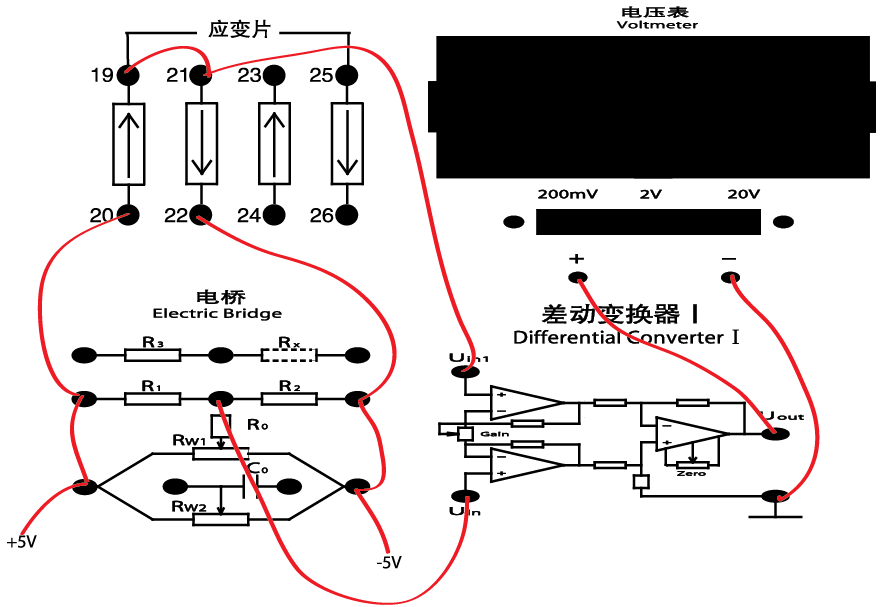 应变片
19 21 23 25
20 22 24 26
电压表
Voltmeter
200mV 2V 20V
+ −
电桥
Electric Bridge
R3 Rx
R1 R2
R0
Rw1
C0
Rw2
+5V
-5V
差动变换器 I
Differential Converter I
Uin1
+
−
Gain
−
+
Uin
−
+
Zero
Uout